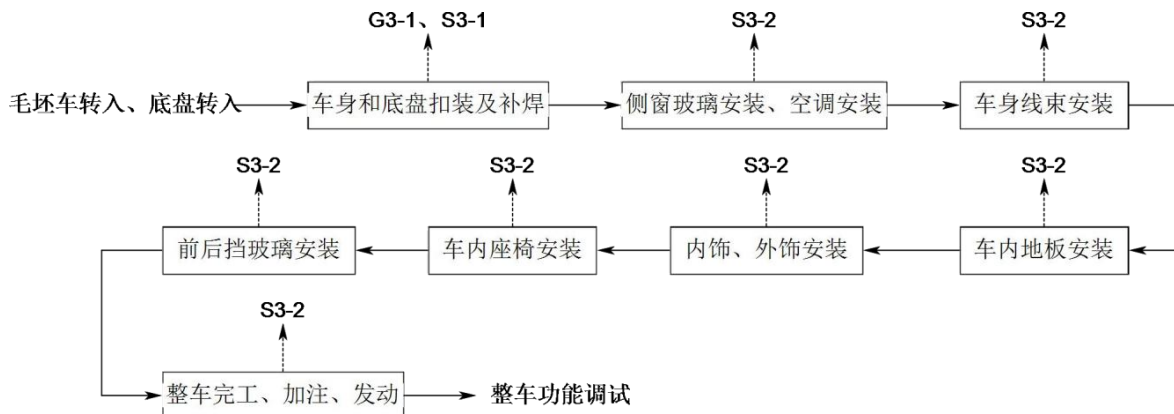 G3-1、S3-1
S3-2
S3-2
毛坯车转入、底盘转入
车身和底盘扣装及补焊
侧窗玻璃安装、空调安装
车身线束安装
S3-2
S3-2
S3-2
S3-2
前后挡玻璃安装
车内座椅安装
内饰、外饰安装
车内地板安装
S3-2
整车完工、加注、发动
整车功能调试